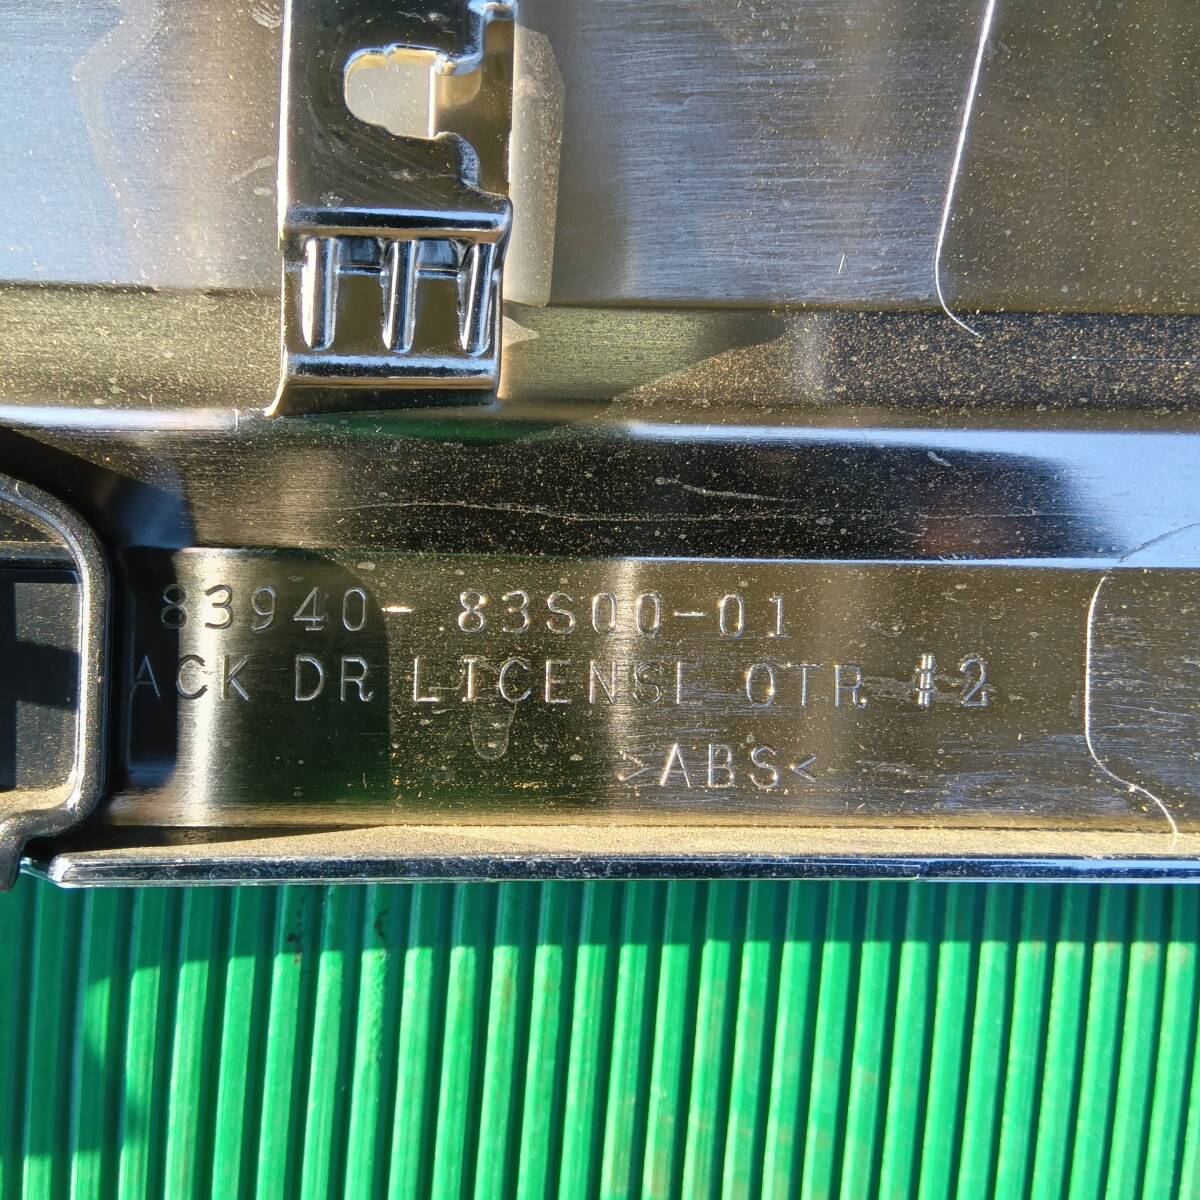 83940- 83S00-01
ACK DR LICENSE OTR #2
>ABS<